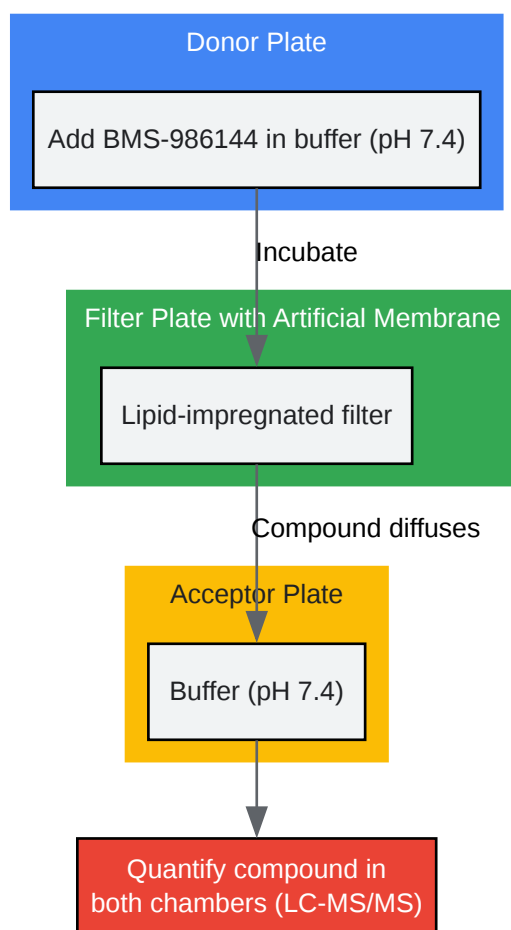 Donor Plate
Add BMS-986144 in buffer (pH 7.4)
Incubate
Filter Plate with Artificial Membrane
Lipid-impregnated filter
Compound diffuses
Acceptor Plate
Buffer (pH 7.4)
Quantify compound in
both chambers (LC-MS/MS)